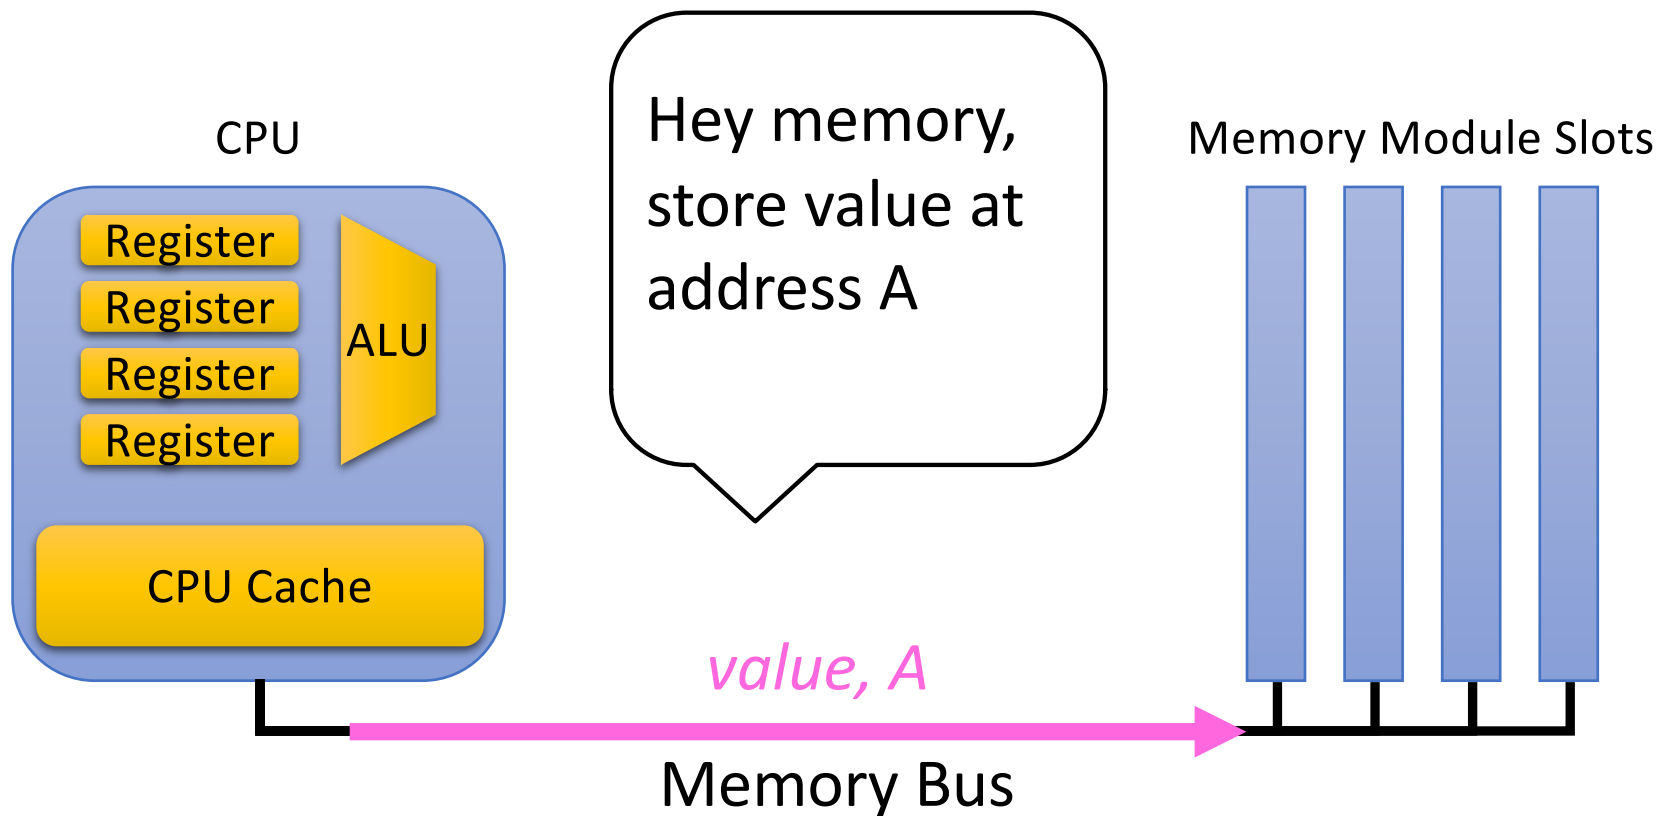 CPU
Register
Register
Register
Register
ALU
CPU Cache
Hey memory,
store value at
address A
Memory Module Slots
value, A
Memory Bus